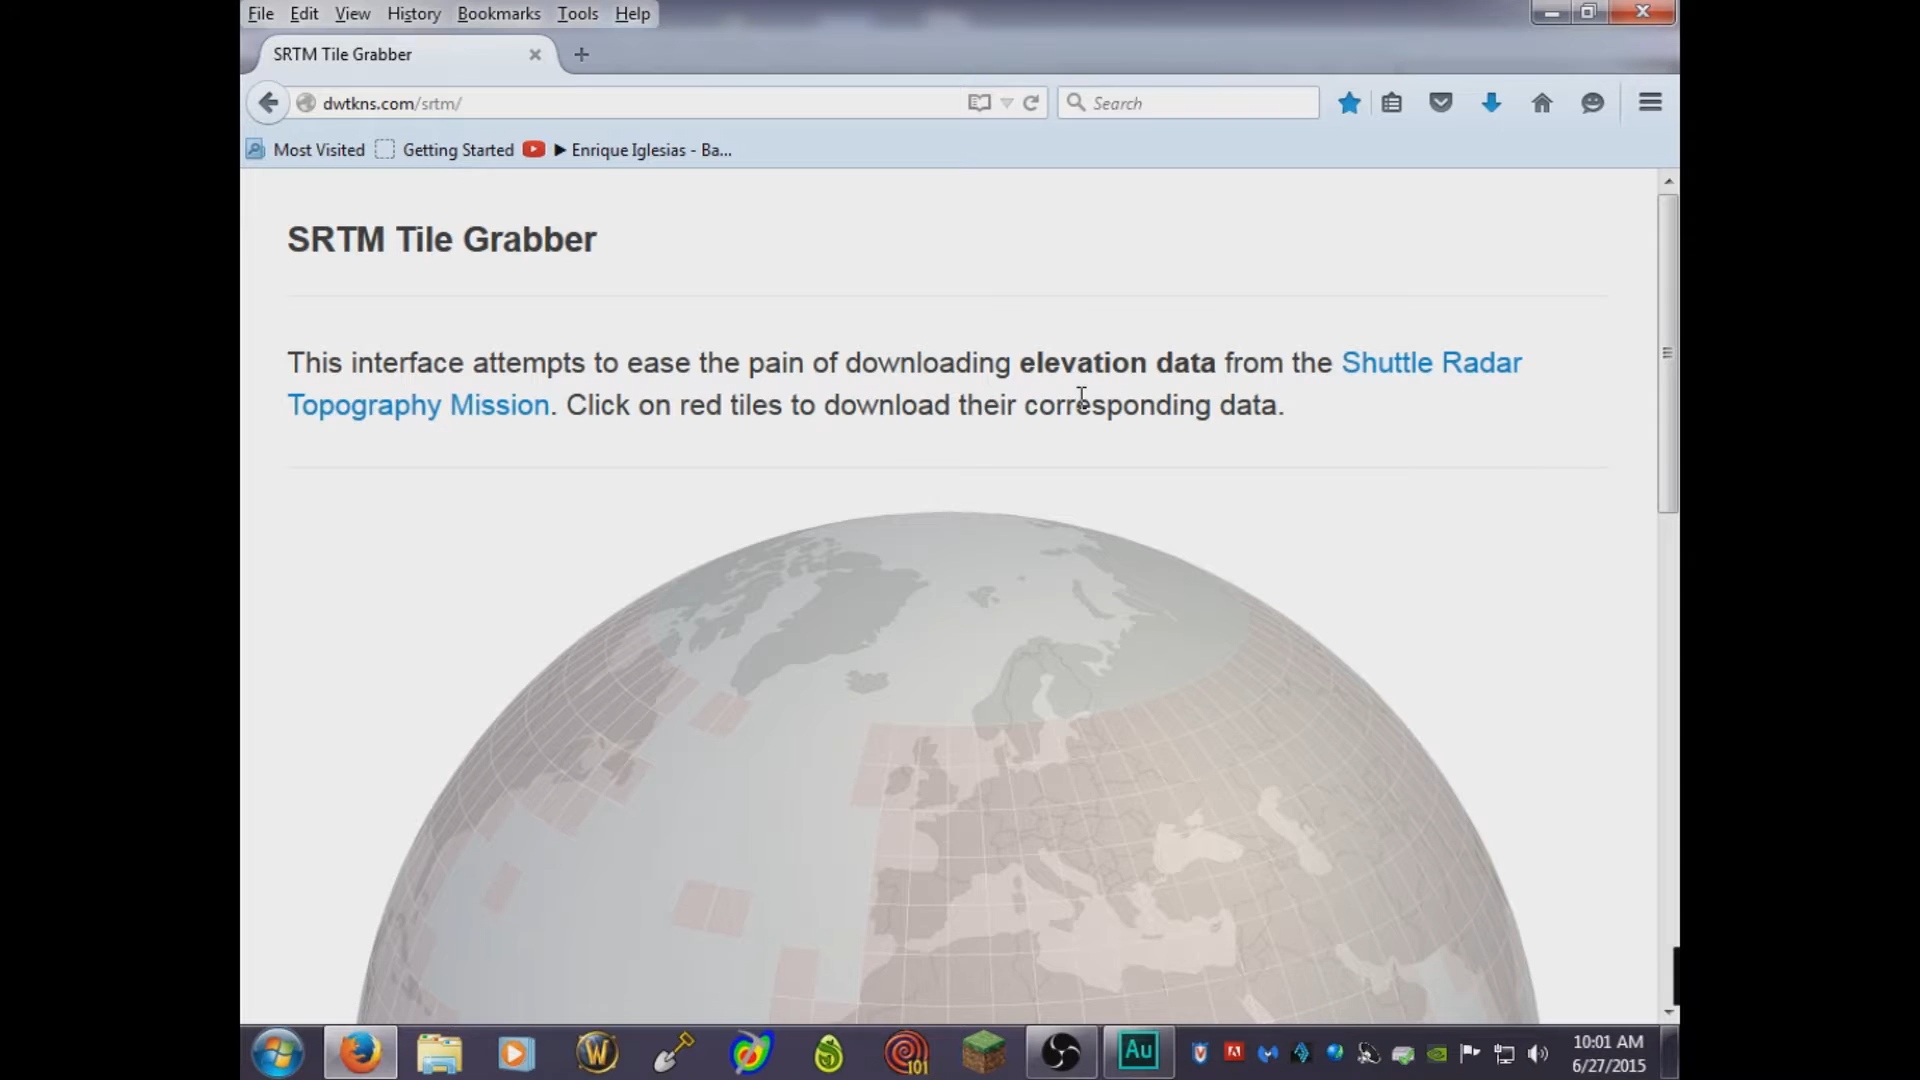 File Edit View History Bookmarks Tools Help
SRTM Tile Grabber
dwtkns.com/srtm/
Search
Most Visited Getting Started ▶ Enrique Iglesias - Ba...
SRTM Tile Grabber
This interface attempts to ease the pain of downloading elevation data from the Shuttle Radar
Topography Mission. Click on red tiles to download their corresponding data.
W
101
Au
10:01 AM
6/27/2015